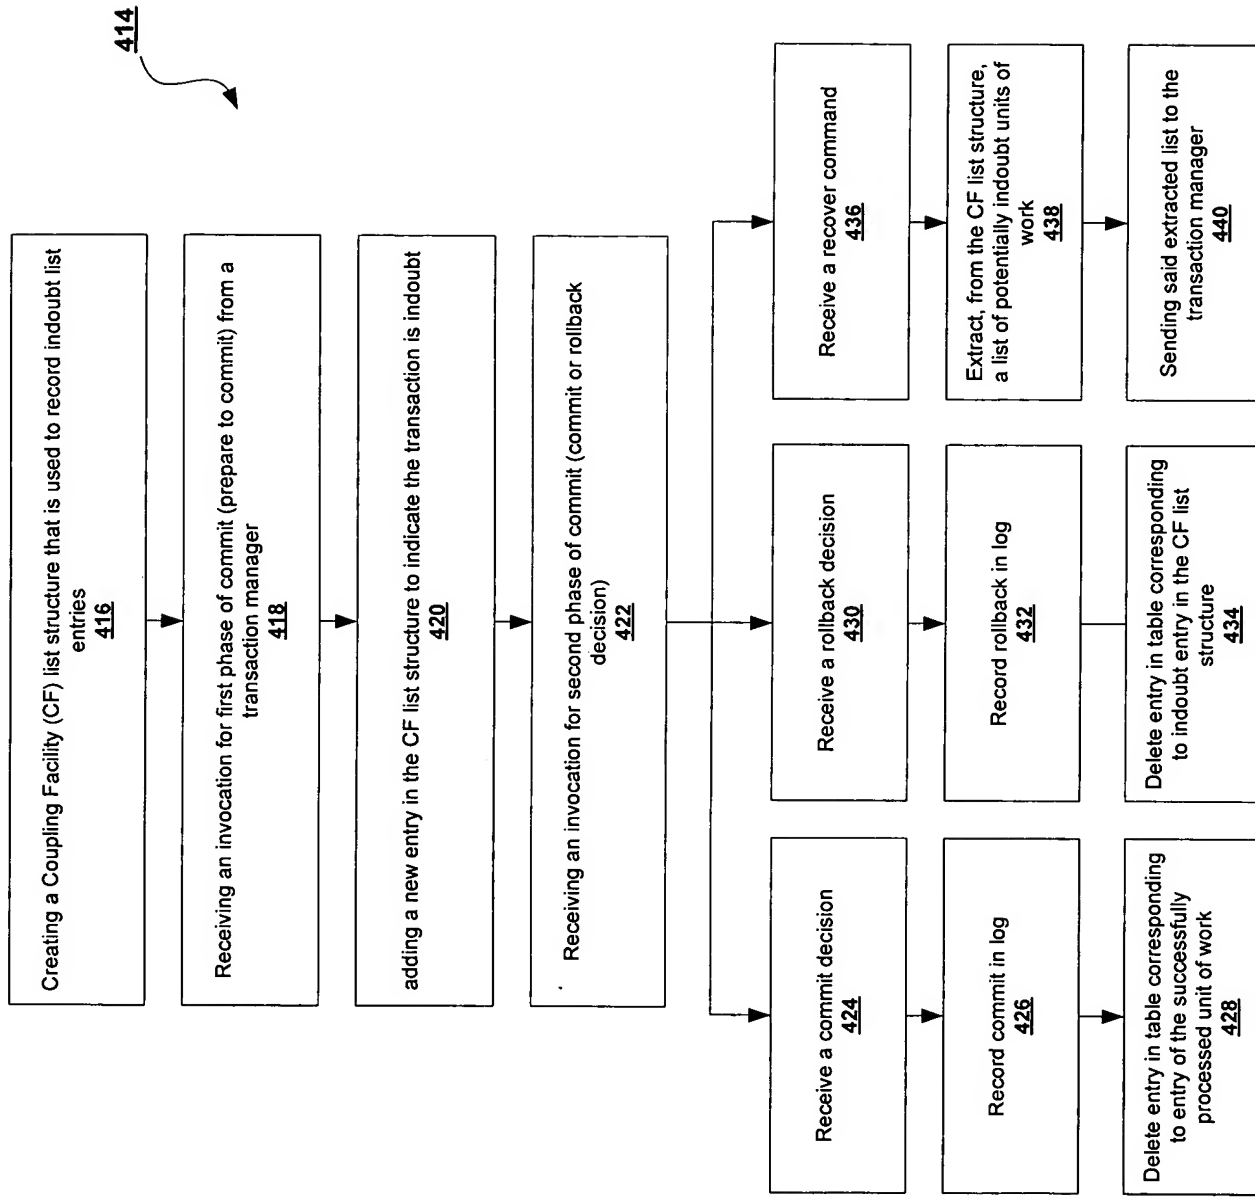 414
Creating a Coupling Facility (CF) list structure that is used to record indoubt list
entries
416
Receiving an invocation for first phase of commit (prepare to commit) from a
transaction manager
418
adding a new entry in the CF list structure to indicate the transaction is indoubt
420
Receiving an invocation for second phase of commit (commit or rollback
decision)
422
Receive a commit decision
424
Record commit in log
426
Delete entry in table corresponding
to entry of the successfully
processed unit of work
428
Receive a rollback decision
430
Record rollback in log
432
Delete entry in table corresponding
to indoubt entry in the CF list
structure
434
Receive a recover command
436
Extract, from the CF list structure,
a list of potentially indoubt units of
work
438
Sending said extracted list to the
transaction manager
440